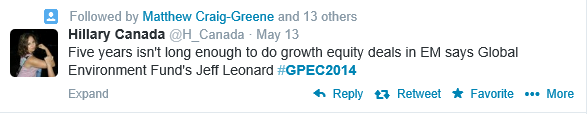 Followed by Matthew Craig-Greene and 13 others
Hillary Canada @H_Canada · May 13
Five years isn't long enough to do growth equity deals in EM says Global
Environment Fund's Jeff Leonard #GPEC2014
Expand Reply Retweet Favorite More